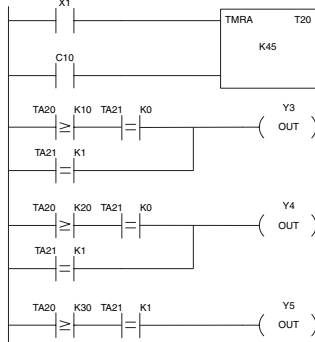 X1
TMRA T20
K45
C10
TA20 K10 TA21 K0 Y3
≥ = OUT
TA21 K1
=
TA20 K20 TA21 K0 Y4
≥ = OUT
TA21 K1
=
TA20 K30 TA21 K1 Y5
≥ = OUT